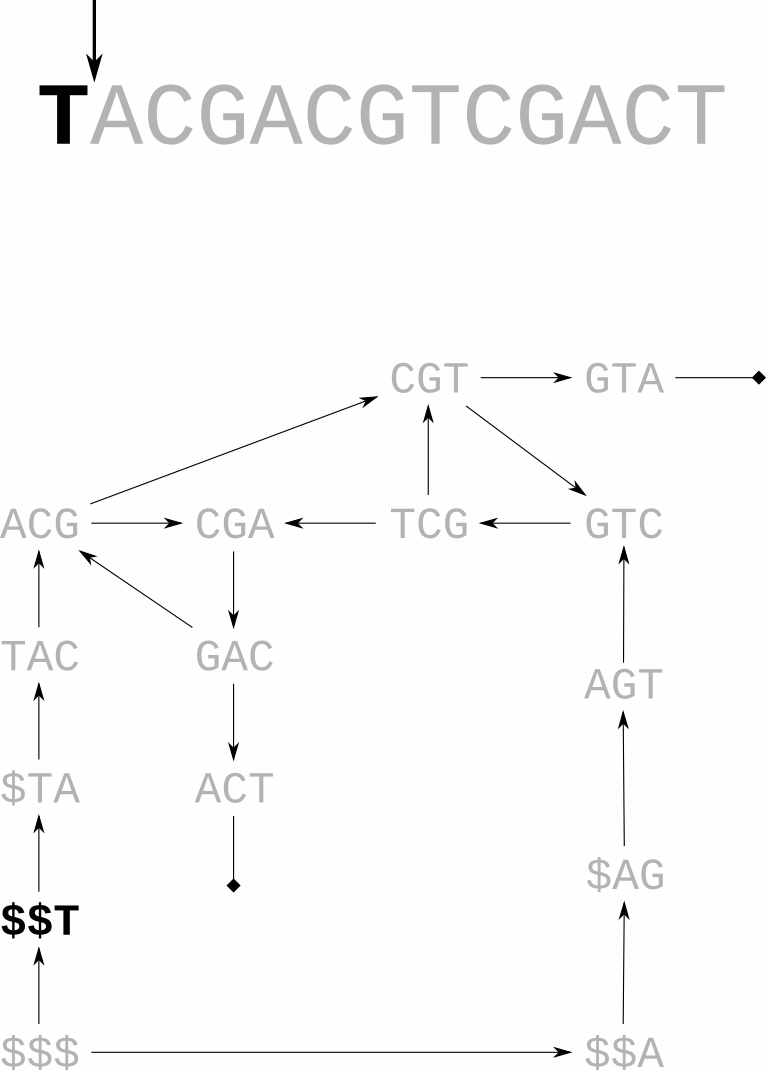 TACGACGTCGACT
CGT GTA
ACG CGA TCG GTC
TAC GAC
AGT
$TA ACT
$AG
$$T
$$$ $$A